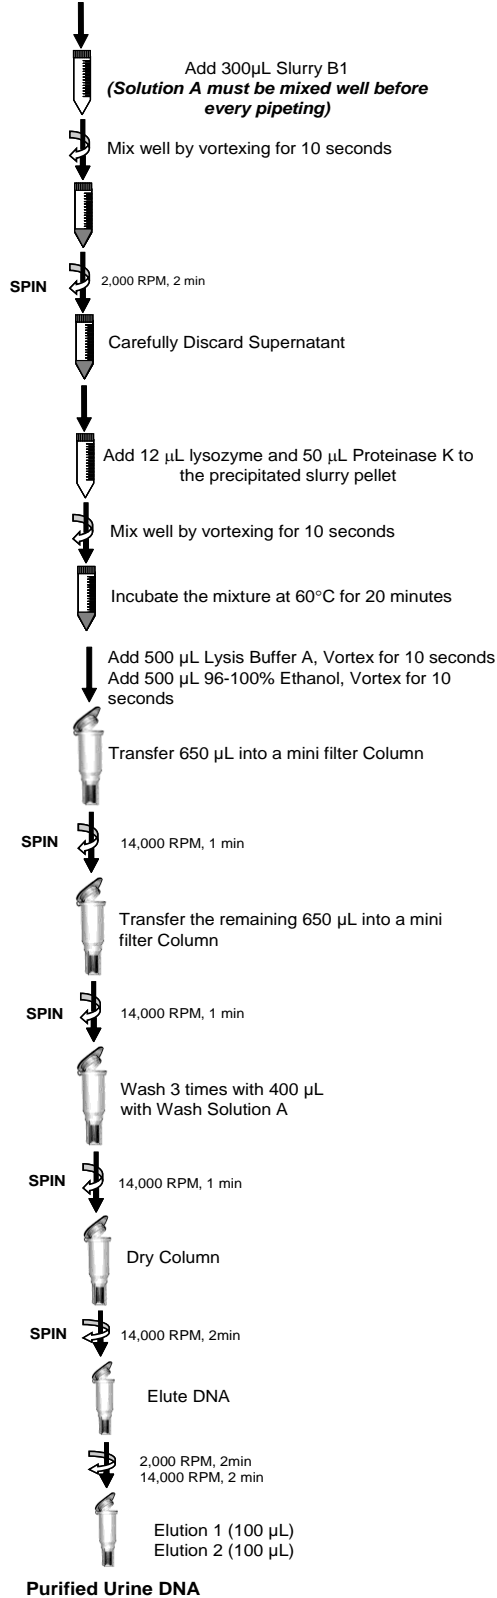 Add 300µL Slurry B1
(Solution A must be mixed well before
every pipeting)
Mix well by vortexing for 10 seconds
SPIN
2,000 RPM, 2 min
Carefully Discard Supernatant
Add 12 µL lysozyme and 50 µL Proteinase K to
the precipitated slurry pellet
Mix well by vortexing for 10 seconds
Incubate the mixture at 60°C for 20 minutes
Add 500 µL Lysis Buffer A, Vortex for 10 seconds
Add 500 µL 96-100% Ethanol, Vortex for 10
seconds
Transfer 650 µL into a mini filter Column
SPIN
14,000 RPM, 1 min
Transfer the remaining 650 µL into a mini
filter Column
SPIN
14,000 RPM, 1 min
Wash 3 times with 400 µL
with Wash Solution A
SPIN
14,000 RPM, 1 min
Dry Column
SPIN
14,000 RPM, 2min
Elute DNA
2,000 RPM, 2min
14,000 RPM, 2 min
Elution 1 (100 µL)
Elution 2 (100 µL)
Purified Urine DNA